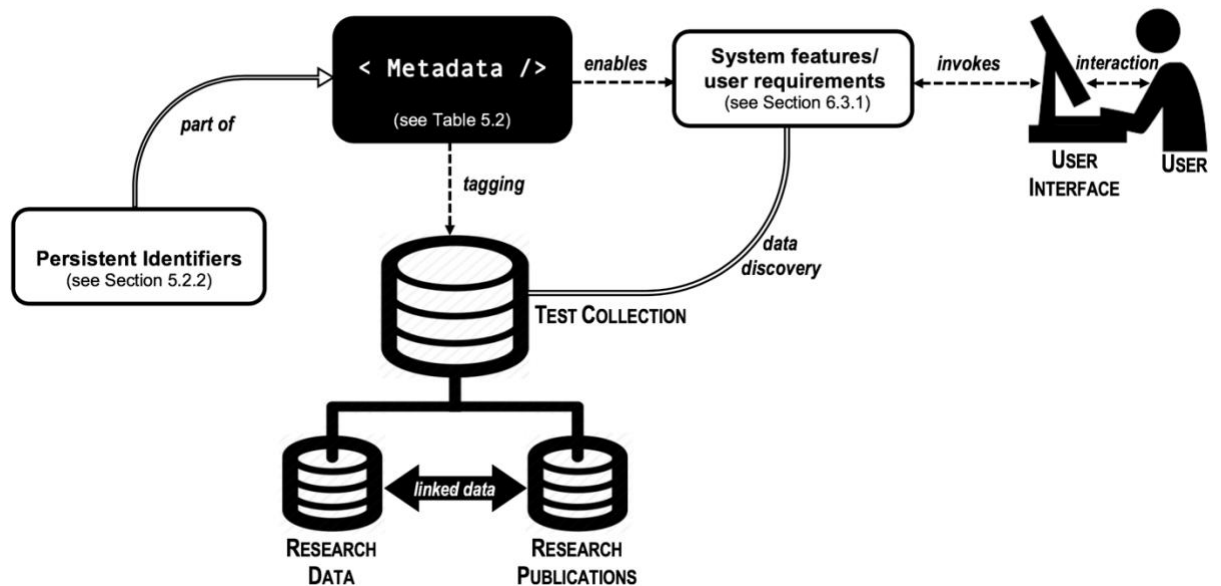 < Metadata />
(see Table 5.2)
enables
System features/
user requirements
(see Section 6.3.1)
invokes
interaction
USER
INTERFACE
USER
part of
tagging
Persistent Identifiers
(see Section 5.2.2)
data
discovery
TEST COLLECTION
linked data
RESEARCH
DATA
RESEARCH
PUBLICATIONS